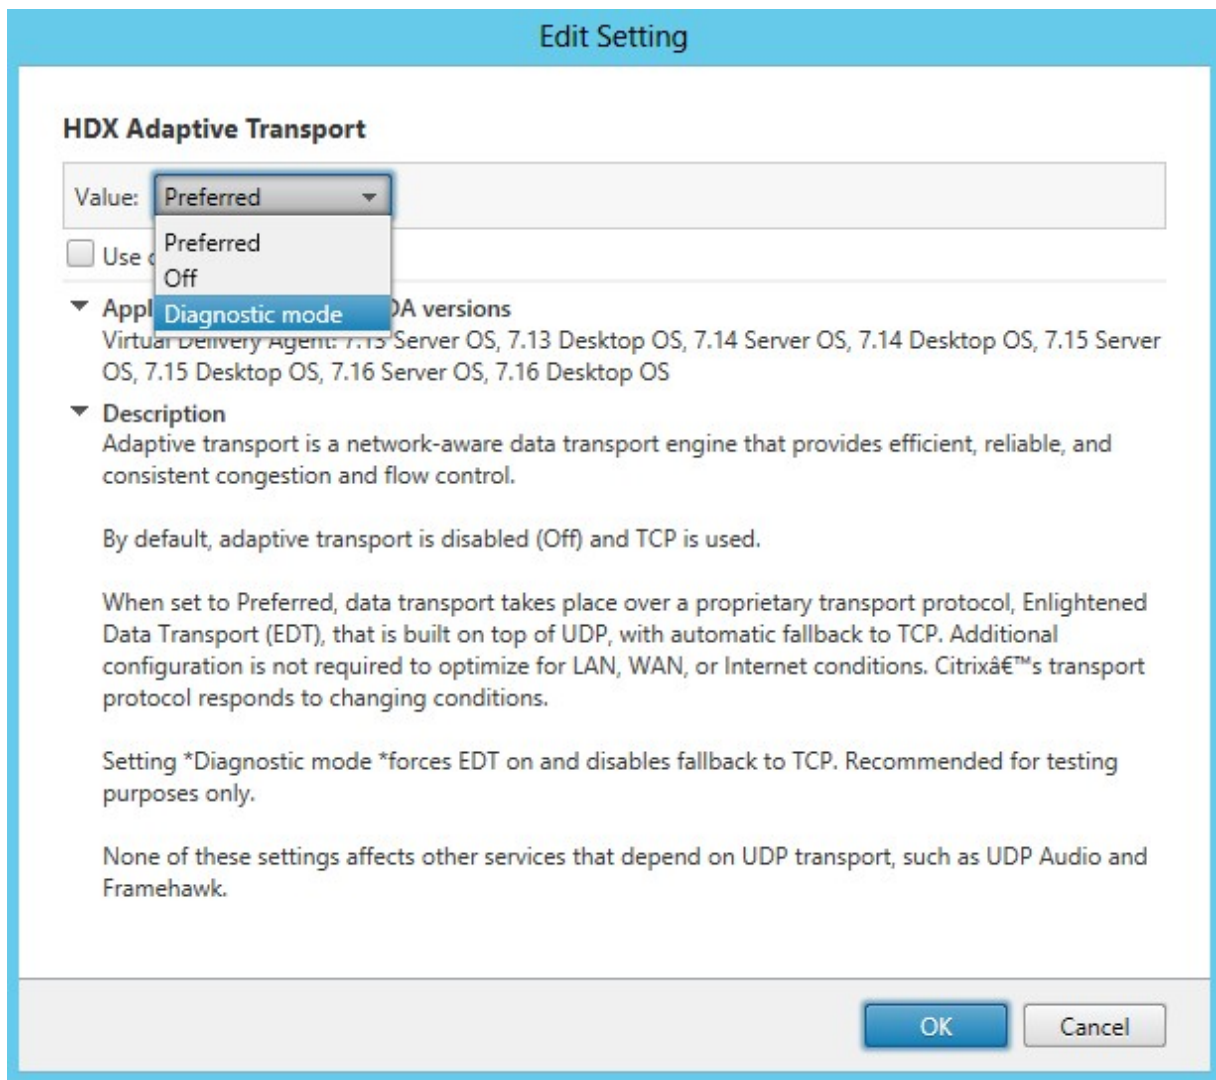 Edit Setting
HDX Adaptive Transport
Value: Preferred
Preferred
Use
Off
Diagnostic mode
versions
Virtual Delivery Agent: 7.13 Server OS, 7.13 Desktop OS, 7.14 Server OS, 7.14 Desktop OS, 7.15 Server
OS, 7.15 Desktop OS, 7.16 Server OS, 7.16 Desktop OS
Description
Adaptive transport is a network-aware data transport engine that provides efficient, reliable, and
consistent congestion and flow control.
By default, adaptive transport is disabled (Off) and TCP is used.
When set to Preferred, data transport takes place over a proprietary transport protocol, Enlightened
Data Transport (EDT), that is built on top of UDP, with automatic fallback to TCP. Additional
configuration is not required to optimize for LAN, WAN, or Internet conditions. Citrixâ€™s transport
protocol responds to changing conditions.
Setting *Diagnostic mode *forces EDT on and disables fallback to TCP. Recommended for testing
purposes only.
None of these settings affects other services that depend on UDP transport, such as UDP Audio and
Framehawk.
OK Cancel